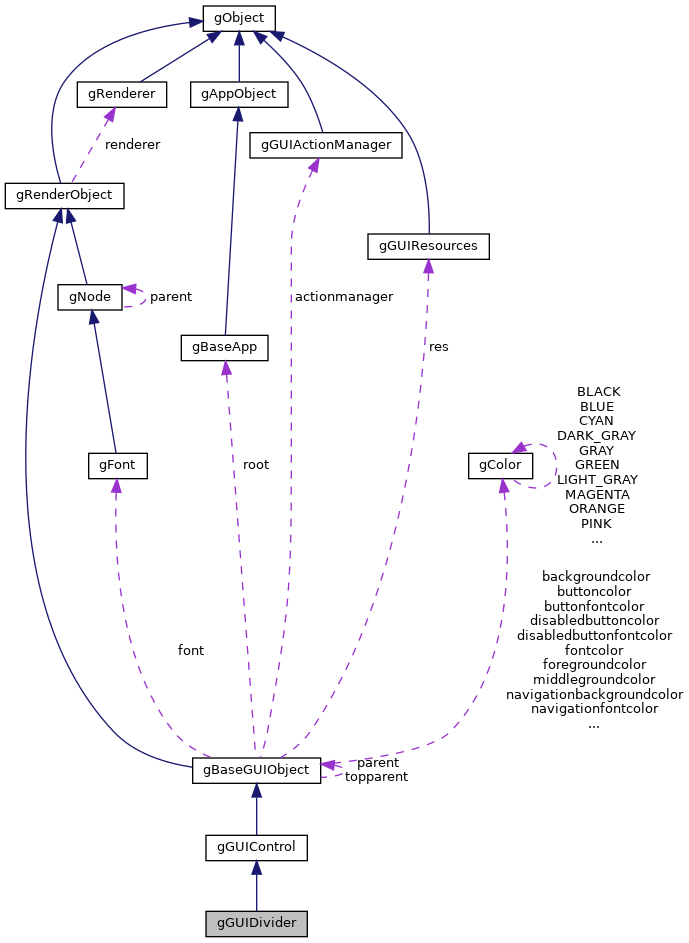 gObject
gRenderer
gAppObject
gGUIActionManager
renderer
gRenderObject
gGUIResources
gNode
parent
actionmanager
gBaseApp
res
BLACK
BLUE
CYAN
DARK_GRAY
GRAY
GREEN
LIGHT_GRAY
MAGENTA
ORANGE
PINK
...
gFont
root
gColor
backgroundcolor
buttoncolor
buttonfontcolor
disabledbuttoncolor
disabledbuttonfontcolor
fontcolor
foregroundcolor
middlegroundcolor
navigationbackgroundcolor
navigationfontcolor
...
font
gBaseGUIObject
parent
topparent
gGUIControl
gGUIDivider